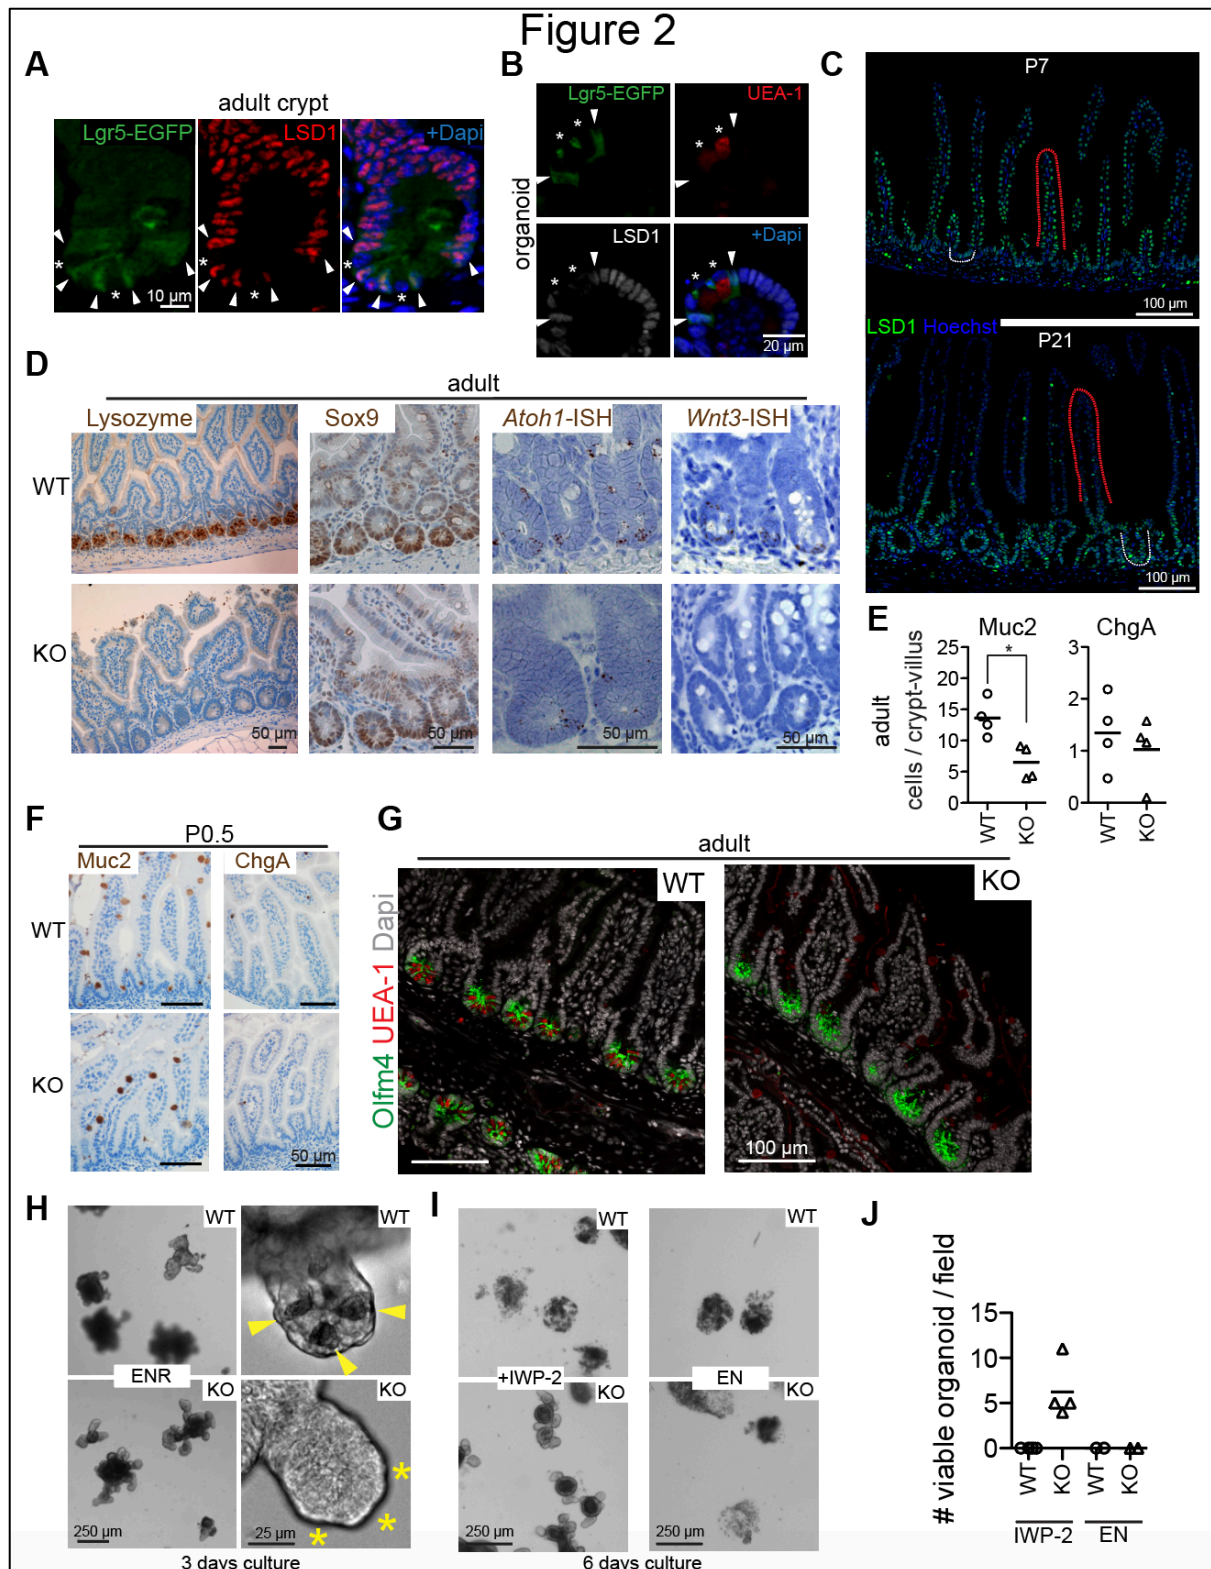 Figure 2
A
adult crypt
Lgr5-EGFP
LSD1
+Dapi
10 µm
*
*
*
*
*
*
B
organoid
Lgr5-EGFP
UEA-1
LSD1
+Dapi
20 µm
*
*
*
*
*
*
*
*
C
P7
100 µm
LSD1 Hoechst
P21
100 µm
D
adult
Lysozyme
Sox9
Atoh1-ISH
Wnt3-ISH
WT
KO
50 µm
50 µm
50 µm
50 µm
E
adult
cells / crypt-villus
Muc2
25
20
15
10
5
0
*
WT
KO
ChgA
3
2
1
0
WT
KO
F
P0.5
Muc2
ChgA
WT
KO
50 µm
G
adult
Olfm4 UEA-1 Dapi
WT
KO
100 µm
H
WT
WT
ENR
KO
KO
250 µm
25 µm
*
*
*
3 days culture
I
WT
WT
+IWP-2
EN
KO
KO
250 µm
6 days culture
J
# viable organoid / field
15
10
5
0
WT
KO
WT
KO
IWP-2
EN